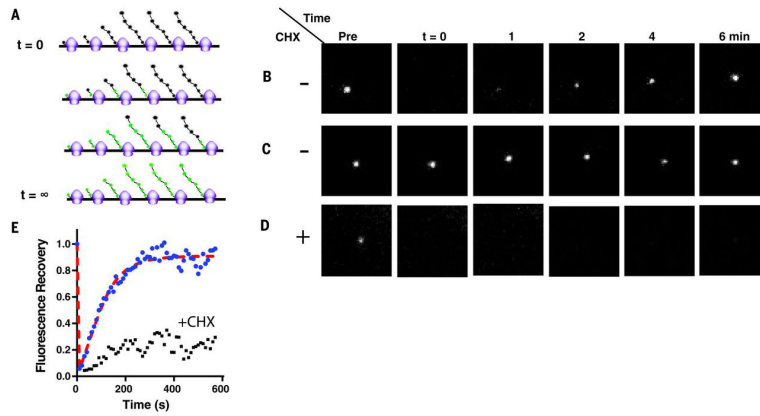 A
t = 0
t = ∞
Time
CHX
Pre
t = 0
1
2
4
6 min
B
–
C
–
D
+
E
Fluorescence Recovery
1.0
0.8
0.6
0.4
0.2
0.0
+CHX
0
200
400
600
Time (s)